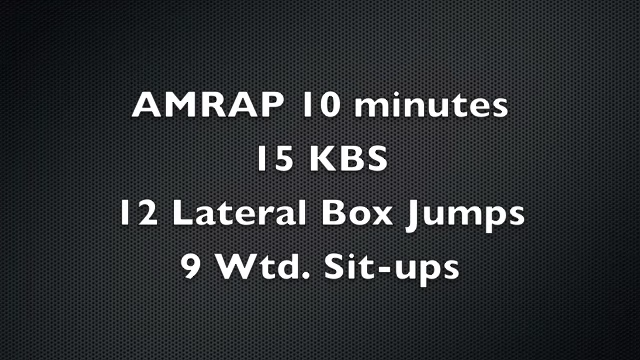 AMRAP 10 minutes
15 KBS
12 Lateral Box Jumps
9 Wtd. Sit-ups